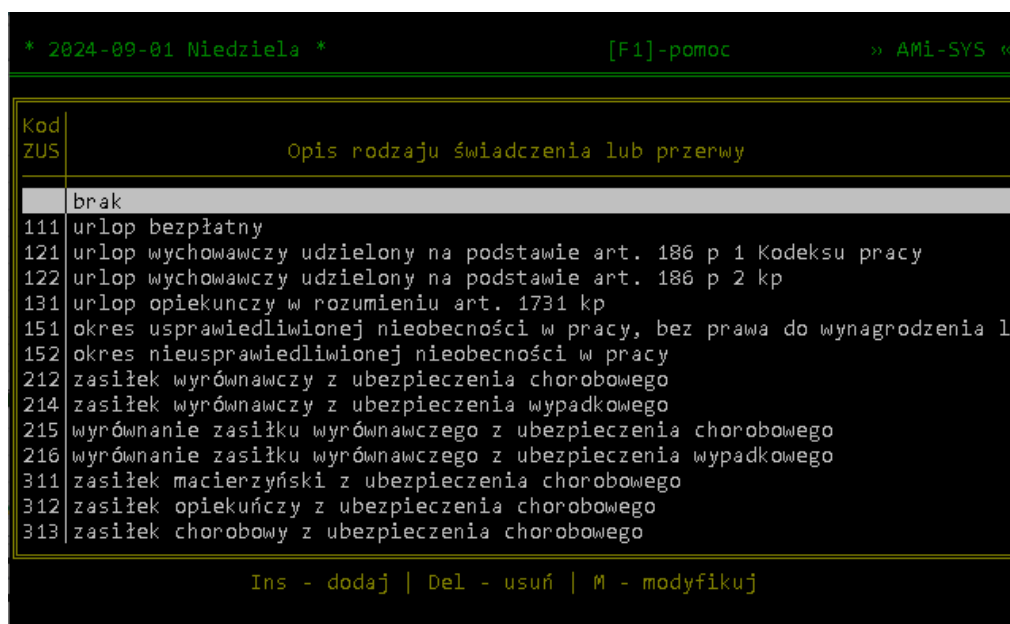 * 2024-09-01 Niedziela * [F1]-pomoc » AMi-SYS «
Kod
ZUS Opis rodzaju świadczenia lub przerwy
brak
111 urlop bezpłatny
121 urlop wychowawczy udzielony na podstawie art. 186 p 1 Kodeksu pracy
122 urlop wychowawczy udzielony na podstawie art. 186 p 2 kp
131 urlop opiekunczy w rozumieniu art. 1731 kp
151 okres usprawiedliwionej nieobecności w pracy, bez prawa do wynagrodzenia l
152 okres nieusprawiedliwionej nieobecności w pracy
212 zasiłek wyrównawczy z ubezpieczenia chorobowego
214 zasiłek wyrównawczy z ubezpieczenia wypadkowego
215 wyrównanie zasiłku wyrównawczego z ubezpieczenia chorobowego
216 wyrównanie zasiłku wyrównawczego z ubezpieczenia wypadkowego
311 zasiłek macierzyński z ubezpieczenia chorobowego
312 zasiłek opiekuńczy z ubezpieczenia chorobowego
313 zasiłek chorobowy z ubezpieczenia chorobowego
Ins - dodaj | Del - usuń | M - modyfikuj